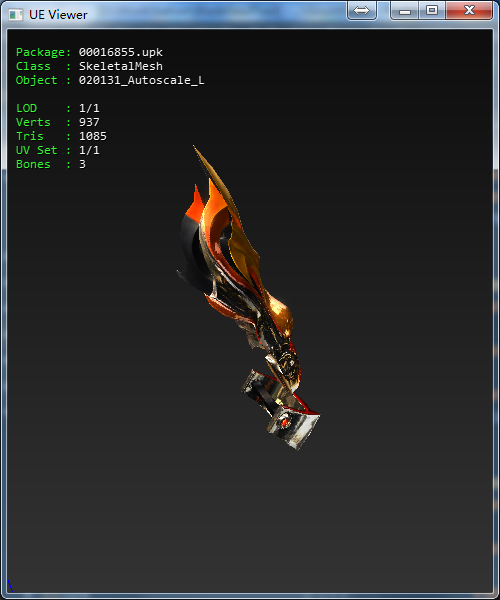 UE Viewer
Package: 00016855.upk
Class : SkeletalMesh
Object : 020131_Autoscale_L
LOD : 1/1
Verts : 937
Tris : 1085
UV Set : 1/1
Bones : 3